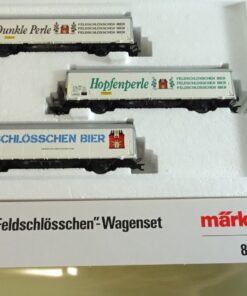 Dunkle Perle
FELDSCHLÖSSCHEN BIER
FELDSCHLÖSSCHEN BIER
FELDSCHLÖSSCHEN BIER
Hopfenperle
FELDSCHLÖSSCHEN BIER
FELDSCHLÖSSCHEN BIER
FELDSCHLÖSSCHEN BIER
SCHLÖSSCHEN BIER
Feldschlösschen"-Wagenset
märk
8